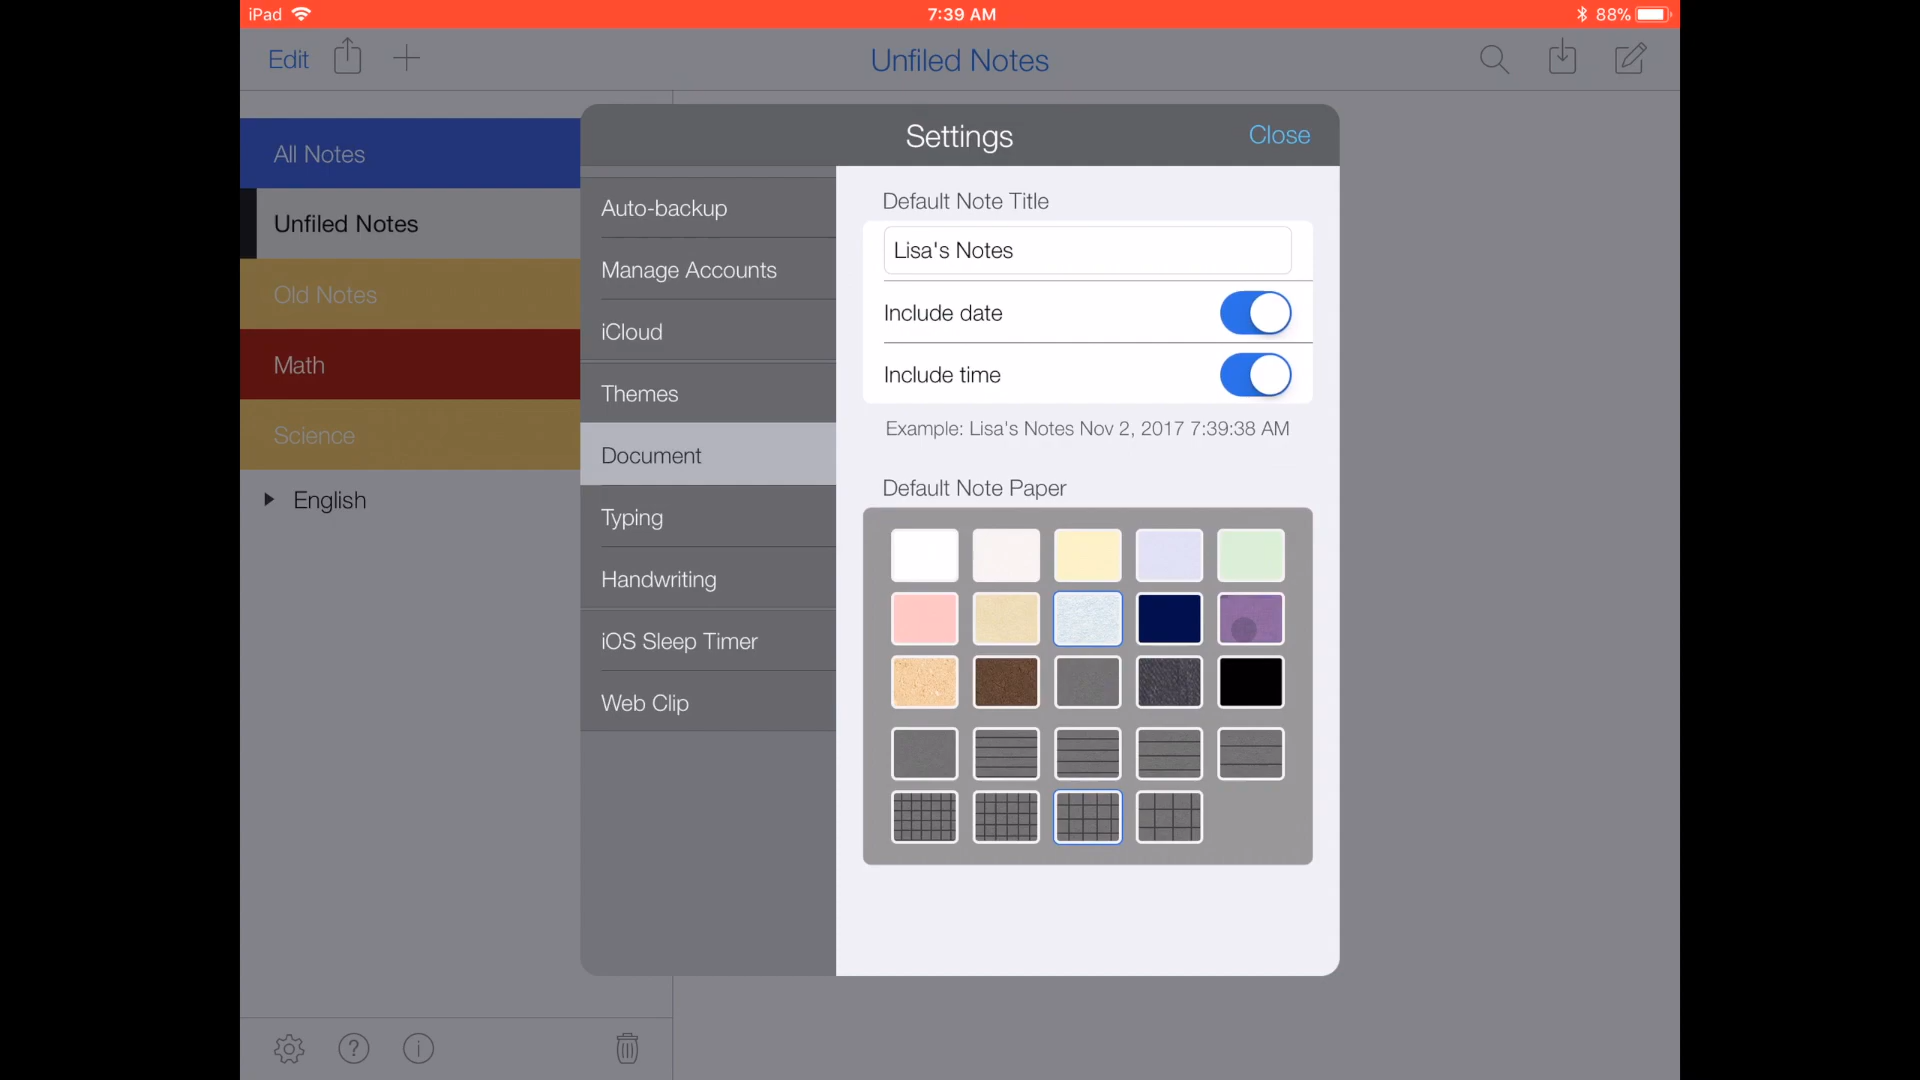 iPad
7:39 AM
88%
Edit
Unfiled Notes
All Notes
Unfiled Notes
Old Notes
Math
Science
English
Settings
Close
Auto-backup
Manage Accounts
iCloud
Themes
Document
Typing
Handwriting
iOS Sleep Timer
Web Clip
Default Note Title
Lisa's Notes
Include date
Include time
Example: Lisa's Notes Nov 2, 2017 7:39:38 AM
Default Note Paper